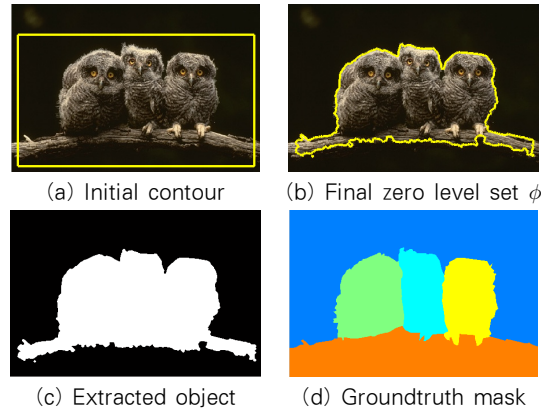 (a) Initial contour
(b) Final zero level set ϕ
(c) Extracted object
(d) Groundtruth mask